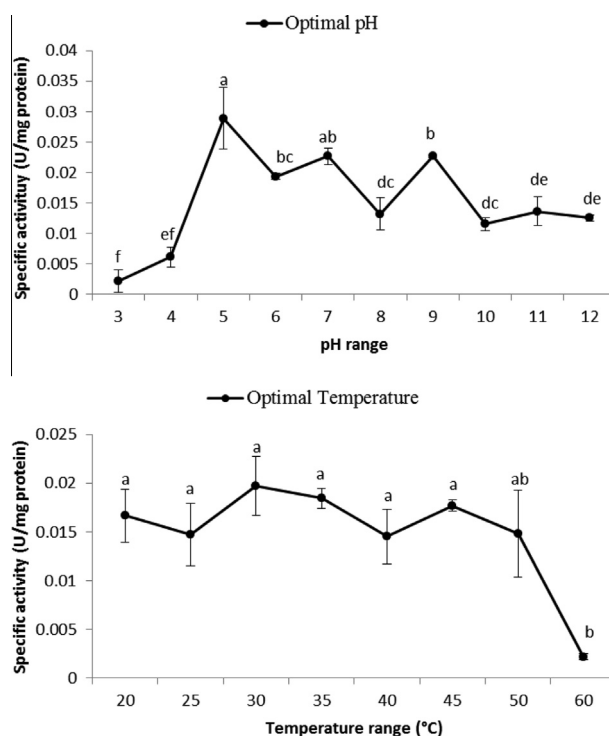 Optimal pH
Specific activituy (U/mg protein)
0.04
0.035
0.03
0.025
0.02
0.015
0.01
0.005
0
f
ef
a
bc
ab
dc
b
dc
de
de
3 4 5 6 7 8 9 10 11 12
pH range
Optimal Temperature
Specific activity (U/mg protein)
0.025
0.02
0.015
0.01
0.005
0
a
a
a
a
a
a
ab
b
20 25 30 35 40 45 50 60
Temperature range (°C)